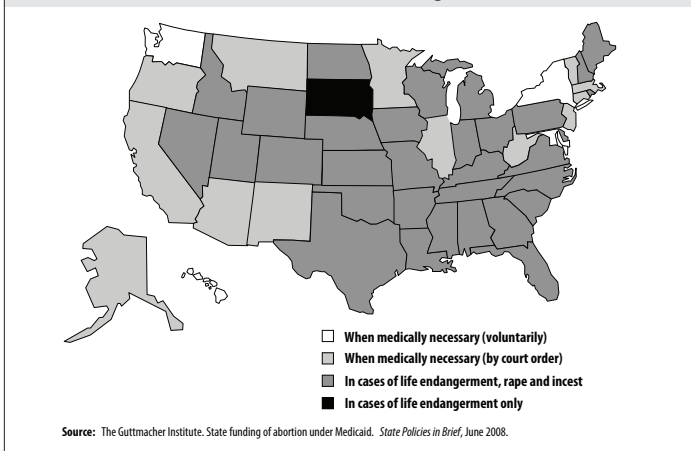 When medically necessary (voluntarily)
When medically necessary (by court order)
In cases of life endangerment, rape and incest
In cases of life endangerment only
Source: The Guttmacher Institute. State funding of abortion under Medicaid. State Policies in Brief, June 2008.